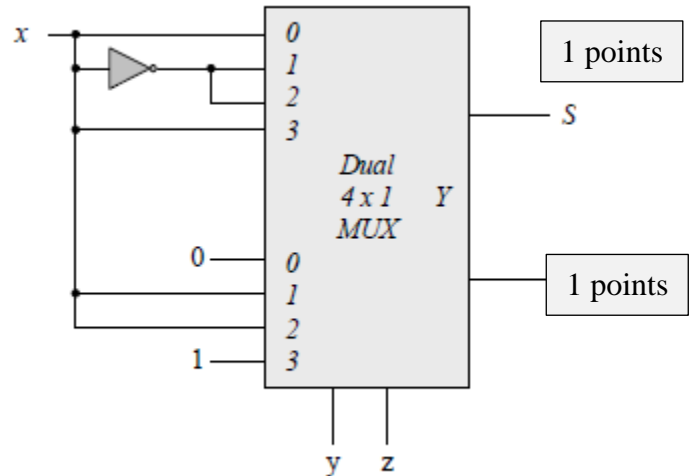 x
0
1
2
3
1 points
S
Dual
4 x 1 Y
MUX
0 0
1
2
1 3
1 points
y z